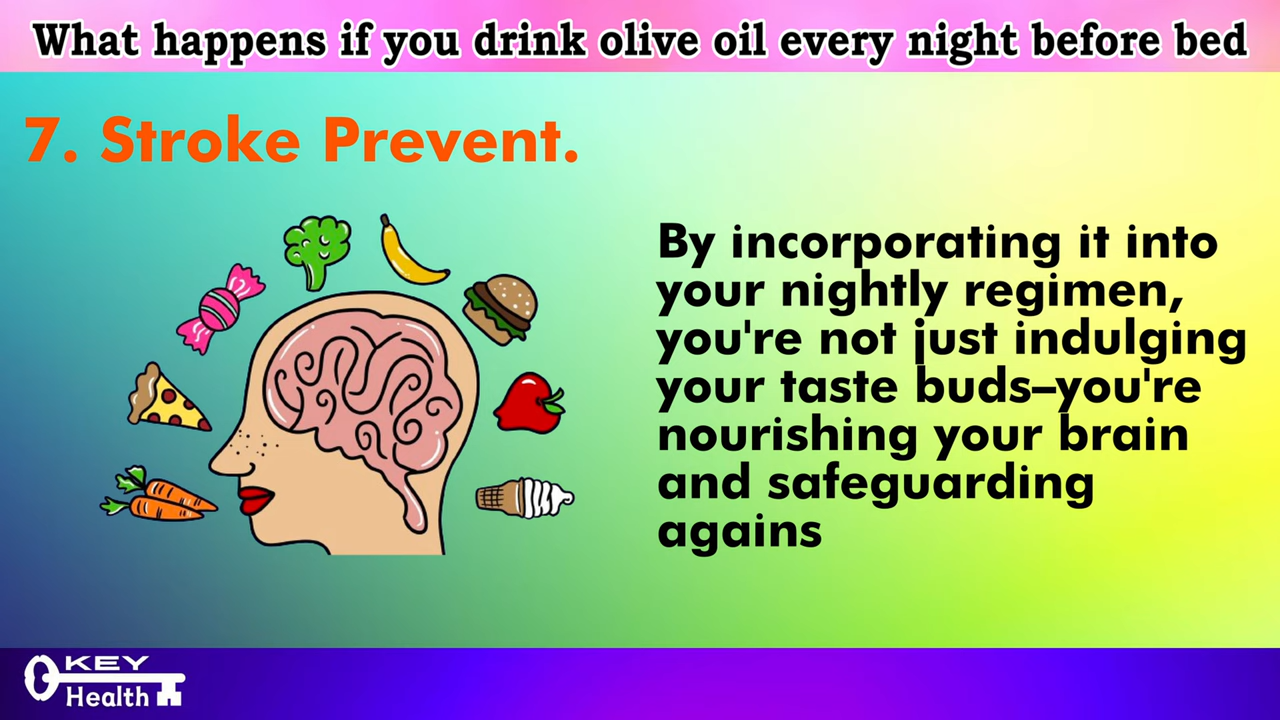 What happens if you drink olive oil every night before bed
7. Stroke Prevent.
By incorporating it into
your nightly regimen,
you're not just indulging
your taste buds–you're
nourishing your brain
and safeguarding
agains
KEY
Health